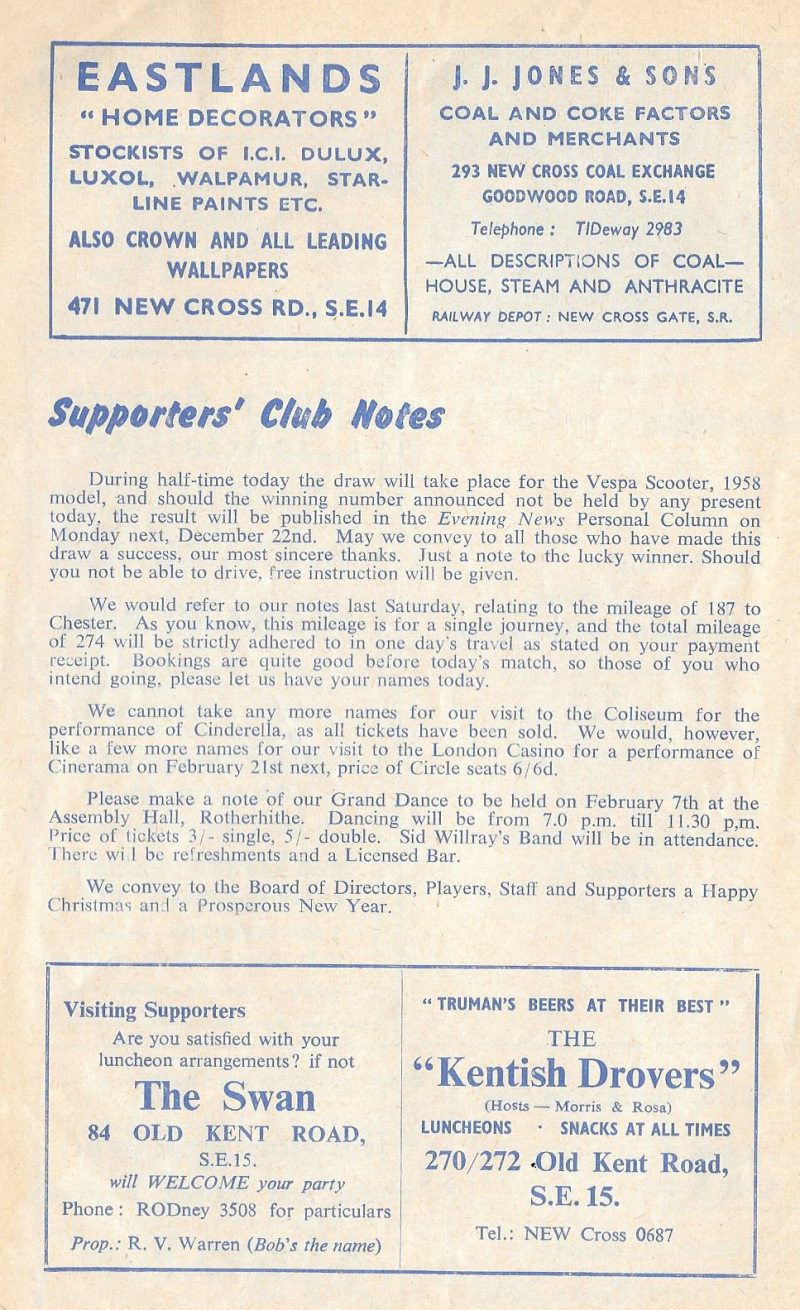 EASTLANDS
"HOME DECORATORS"
STOCKISTS OF I.C.I. DULUX,
LUXOL, WALPAMUR, STAR-
LINE PAINTS ETC.
ALSO CROWN AND ALL LEADING
WALLPAPERS
471 NEW CROSS RD., S.E.14
J. J. JONES & SONS
COAL AND COKE FACTORS
AND MERCHANTS
293 NEW CROSS COAL EXCHANGE
GOODWOOD ROAD, S.E.14
Telephone : TIDeway 2983
—ALL DESCRIPTIONS OF COAL—
HOUSE, STEAM AND ANTHRACITE
RAILWAY DEPOT : NEW CROSS GATE, S.R.
Supporters' Club Notes
During half-time today the draw will take place for the Vespa Scooter, 1958
model, and should the winning number announced not be held by any present
today, the result will be published in the Evening News Personal Column on
Monday next, December 22nd. May we convey to all those who have made this
draw a success, our most sincere thanks. Just a note to the lucky winner. Should
you not be able to drive, free instruction will be given.
We would refer to our notes last Saturday, relating to the mileage of 187 to
Chester. As you know, this mileage is for a single journey, and the total mileage
of 274 will be strictly adhered to in one day's travel as stated on your payment
receipt. Bookings are quite good before today's match, so those of you who
intend going, please let us have your names today.
We cannot take any more names for our visit to the Coliseum for the
performance of Cinderella, as all tickets have been sold. We would, however,
like a few more names for our visit to the London Casino for a performance of
Cinerama on February 21st next, price of Circle seats 6/6d.
Please make a note of our Grand Dance to be held on February 7th at the
Assembly Hall, Rotherhithe. Dancing will be from 7.0 p.m. till 11.30 p,m.
Price of tickets 3/- single, 5/- double. Sid Willray's Band will be in attendance.
There will be refreshments and a Licensed Bar.
We convey to the Board of Directors, Players, Staff and Supporters a Happy
Christmas and a Prosperous New Year.
Visiting Supporters
Are you satisfied with your
luncheon arrangements? if not
The Swan
84 OLD KENT ROAD,
S.E.15.
will WELCOME your party
Phone : RODney 3508 for particulars
Prop.: R. V. Warren (Bob's the name)
"TRUMAN'S BEERS AT THEIR BEST"
THE
"Kentish Drovers"
(Hosts — Morris & Rosa)
LUNCHEONS · SNACKS AT ALL TIMES
270/272 Old Kent Road,
S.E. 15.
Tel.: NEW Cross 0687